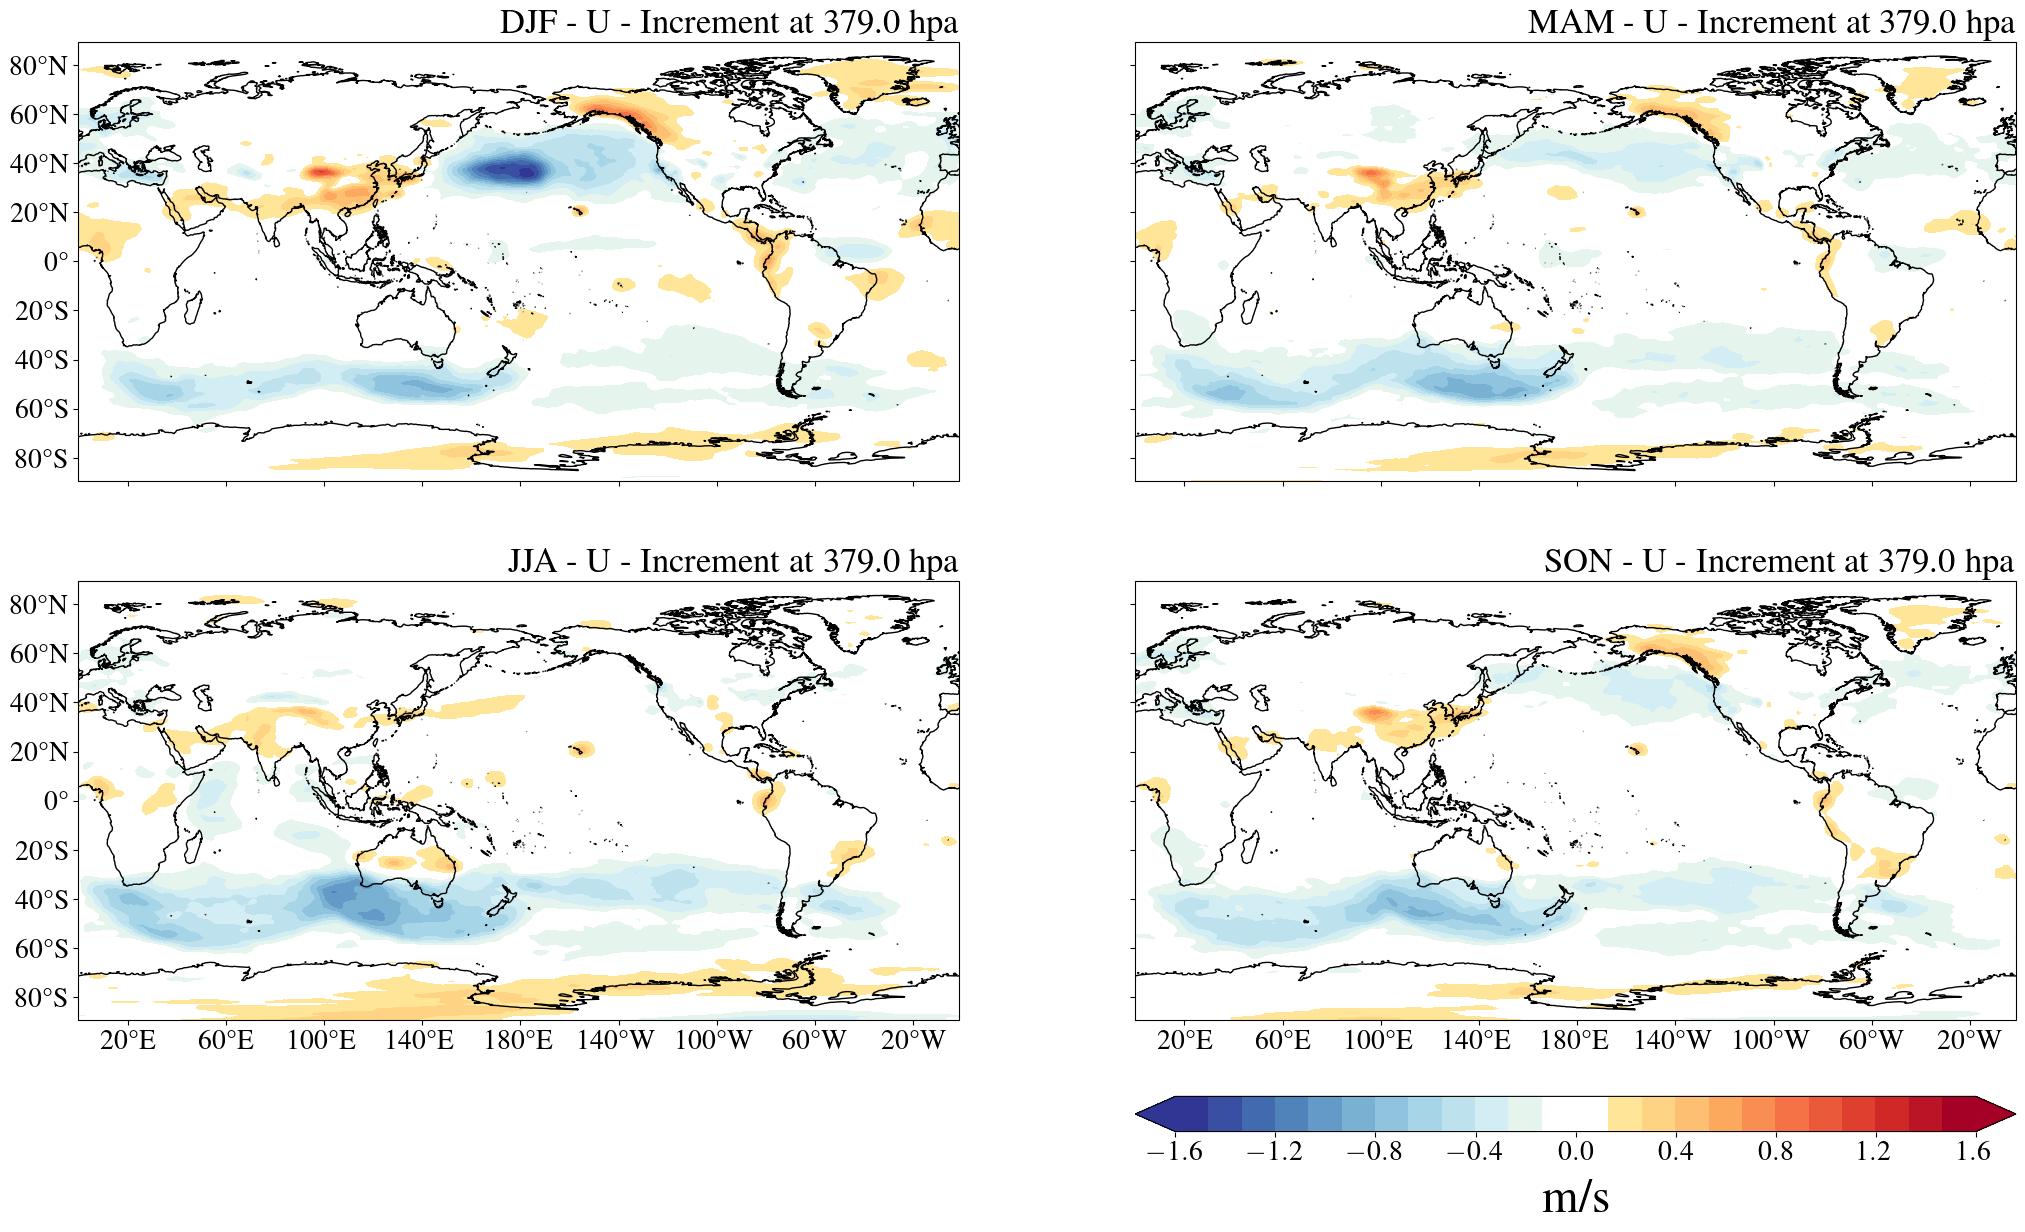 DJF - U - Increment at 379.0 hpa
MAM - U - Increment at 379.0 hpa
80°N
60°N
40°N
20°N
0°
20°S
40°S
60°S
80°S
JJA - U - Increment at 379.0 hpa
SON - U - Increment at 379.0 hpa
80°N
60°N
40°N
20°N
0°
20°S
40°S
60°S
80°S
20°E 60°E 100°E 140°E 180°E 140°W 100°W 60°W 20°W
20°E 60°E 100°E 140°E 180°E 140°W 100°W 60°W 20°W
−1.6 −1.2 −0.8 −0.4 0.0 0.4 0.8 1.2 1.6
m/s